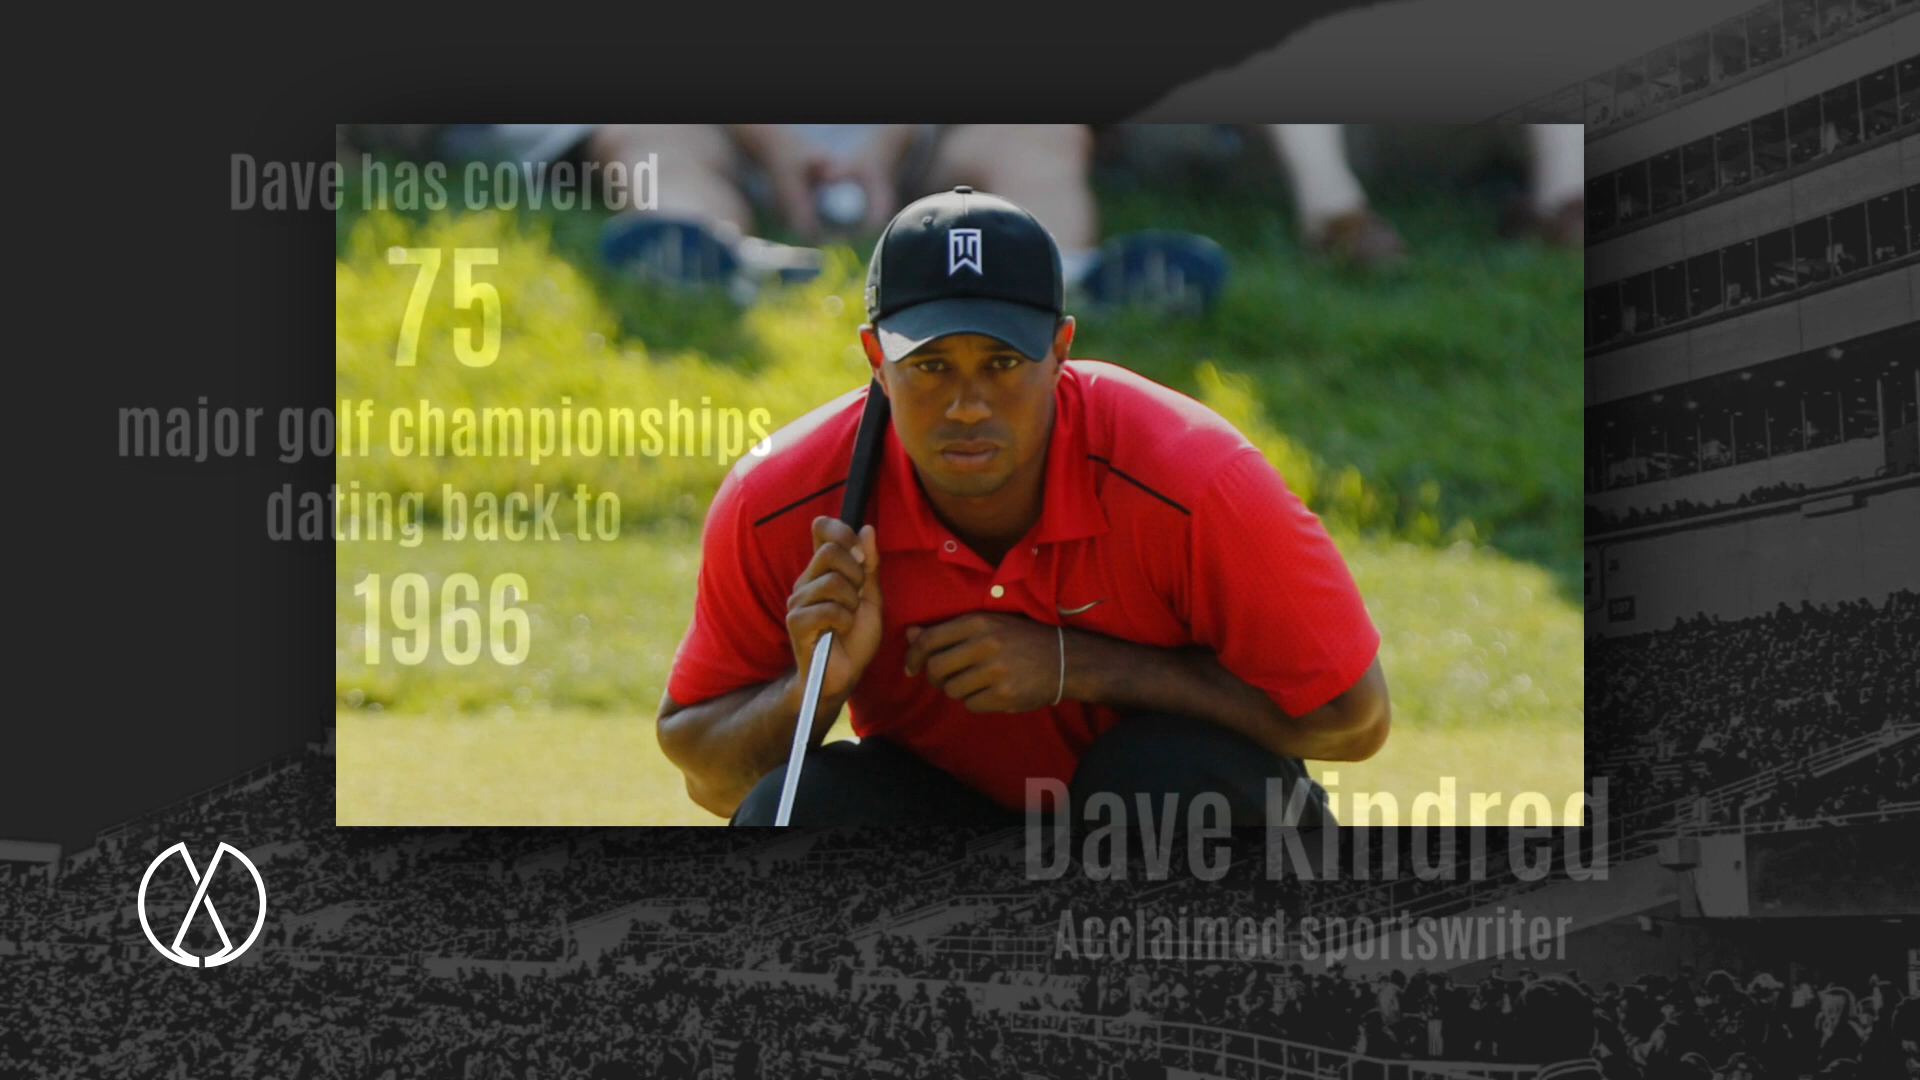 Dave has covered
75
major golf championships
dating back to
1966
Dave Kindred
Acclaimed sportswriter